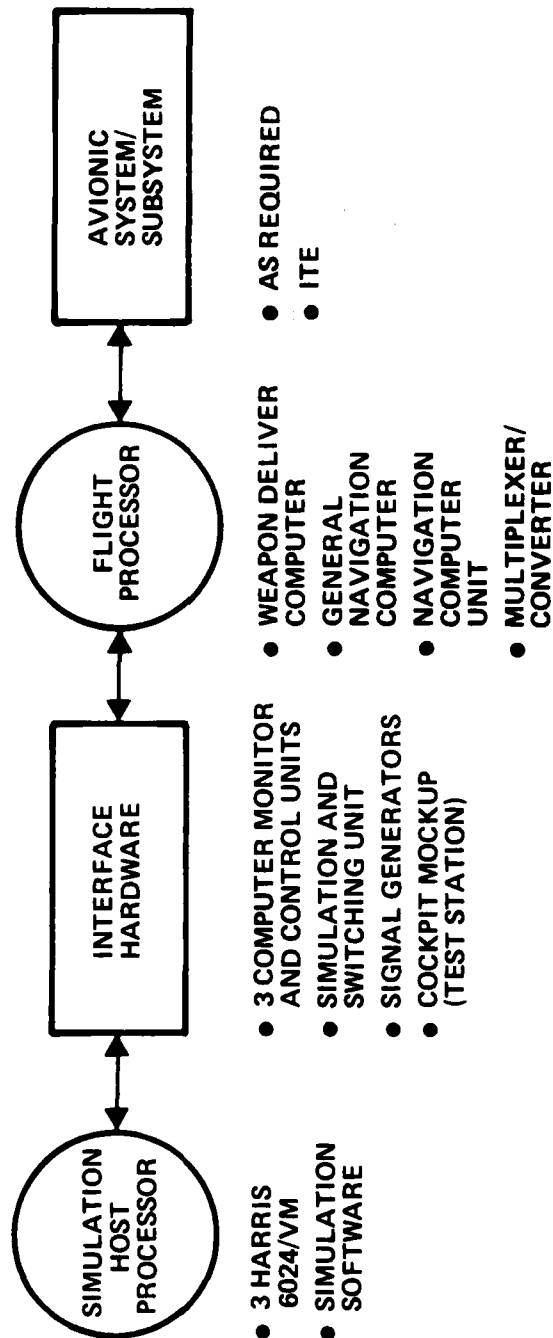 SIMULATION
HOST
PROCESSOR
● 3 HARRIS
6024/VM
● SIMULATION
SOFTWARE
INTERFACE
HARDWARE
● 3 COMPUTER MONITOR
AND CONTROL UNITS
● SIMULATION AND
SWITCHING UNIT
● SIGNAL GENERATORS
● COCKPIT MOCKUP
(TEST STATION)
FLIGHT
PROCESSOR
● WEAPON DELIVER
COMPUTER
● GENERAL
NAVIGATION
COMPUTER
● NAVIGATION
COMPUTER
UNIT
● MULTIPLEXER/
CONVERTER
AVIONIC
SYSTEM/
SUBSYSTEM
● AS REQUIRED
● ITE